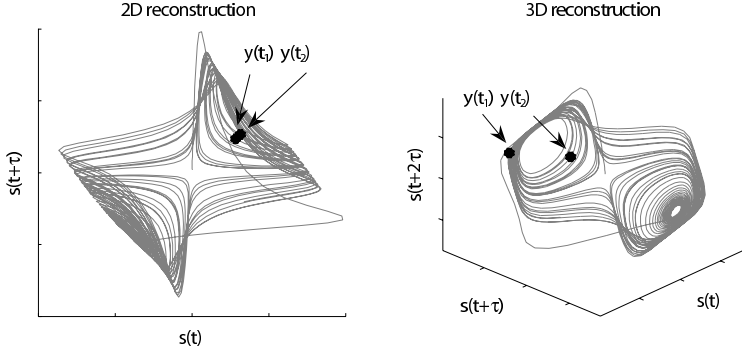 2D reconstruction
y(t₁) y(t₂)
s(t+τ)
s(t)
3D reconstruction
y(t₁) y(t₂)
s(t+2τ)
s(t+τ)
s(t)